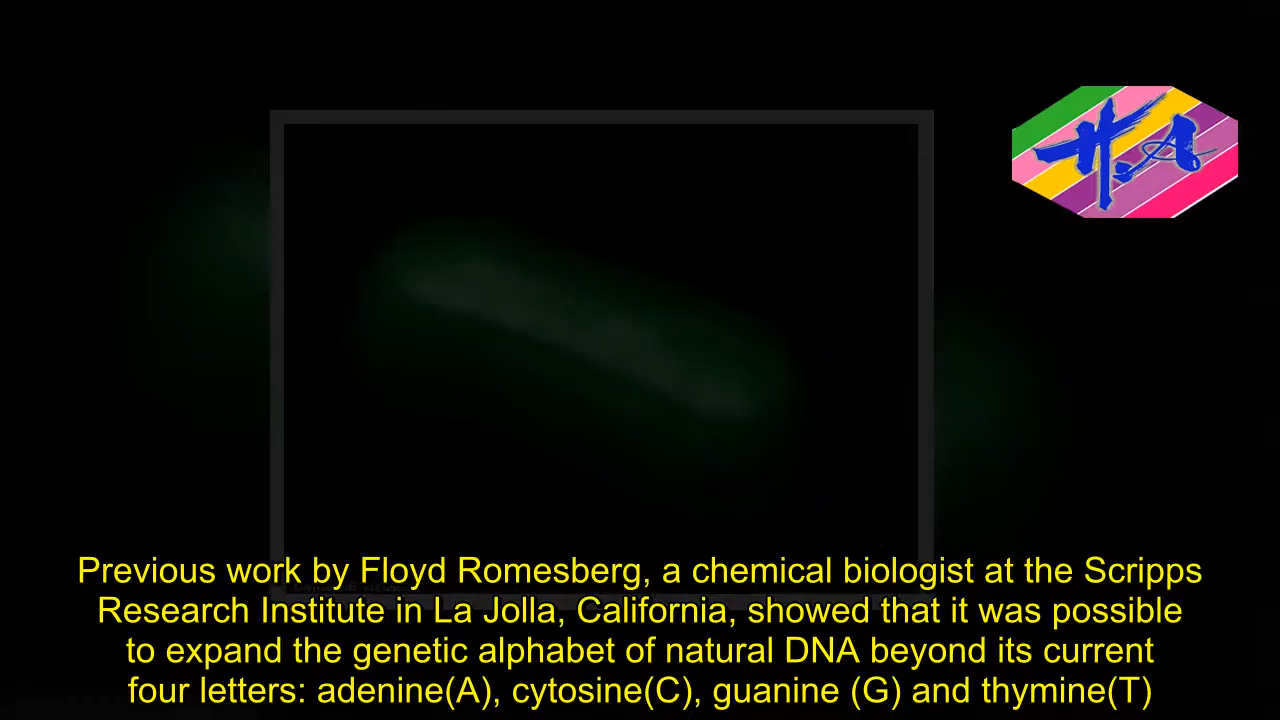 H.A
Previous work by Floyd Romesberg, a chemical biologist at the Scripps
Research Institute in La Jolla, California, showed that it was possible
to expand the genetic alphabet of natural DNA beyond its current
four letters: adenine(A), cytosine(C), guanine (G) and thymine(T)